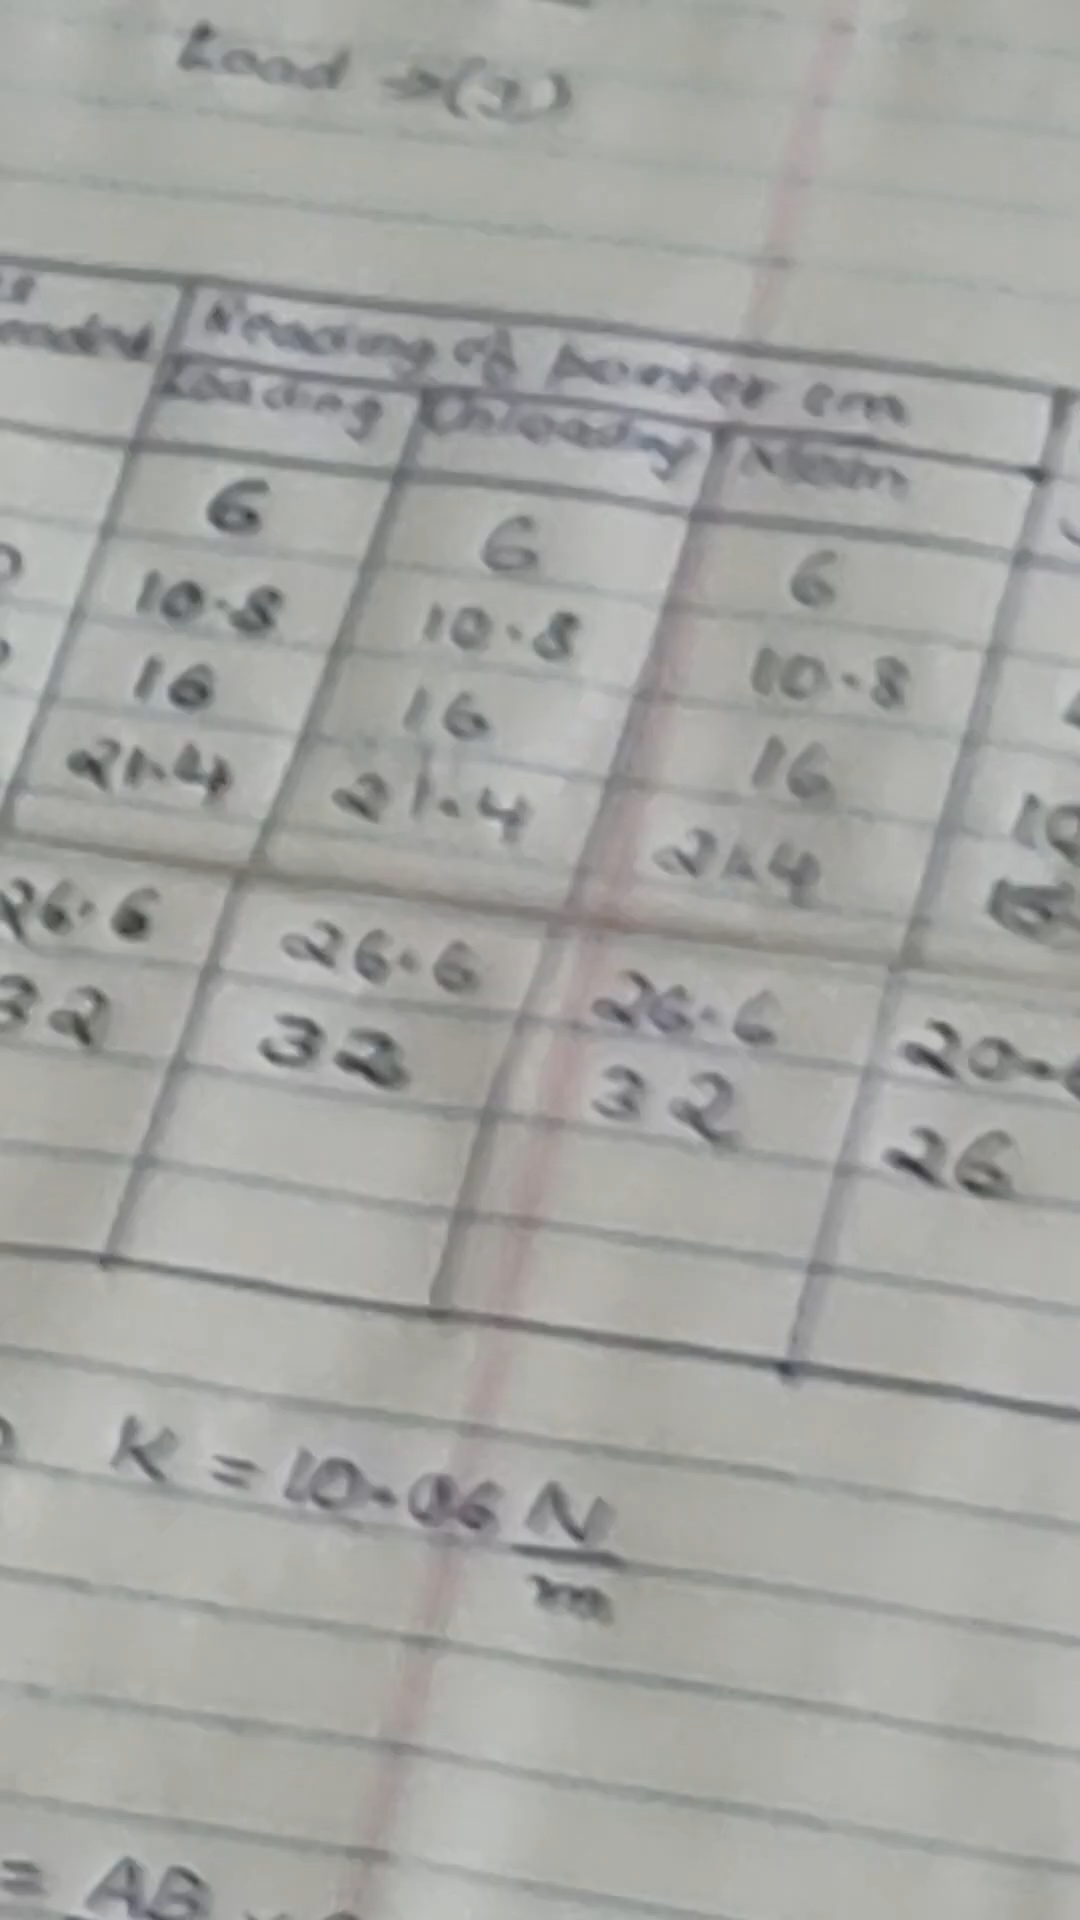 Load →
Reading of pointer cm
Loading Unloading Mean
6 6 6
10.8 10.8 10.8
16 16 16
21.4 21.4 21.4
26.6 26.6 26.6 20.
32 32 32 26
K = 10.06 N
m
= AB